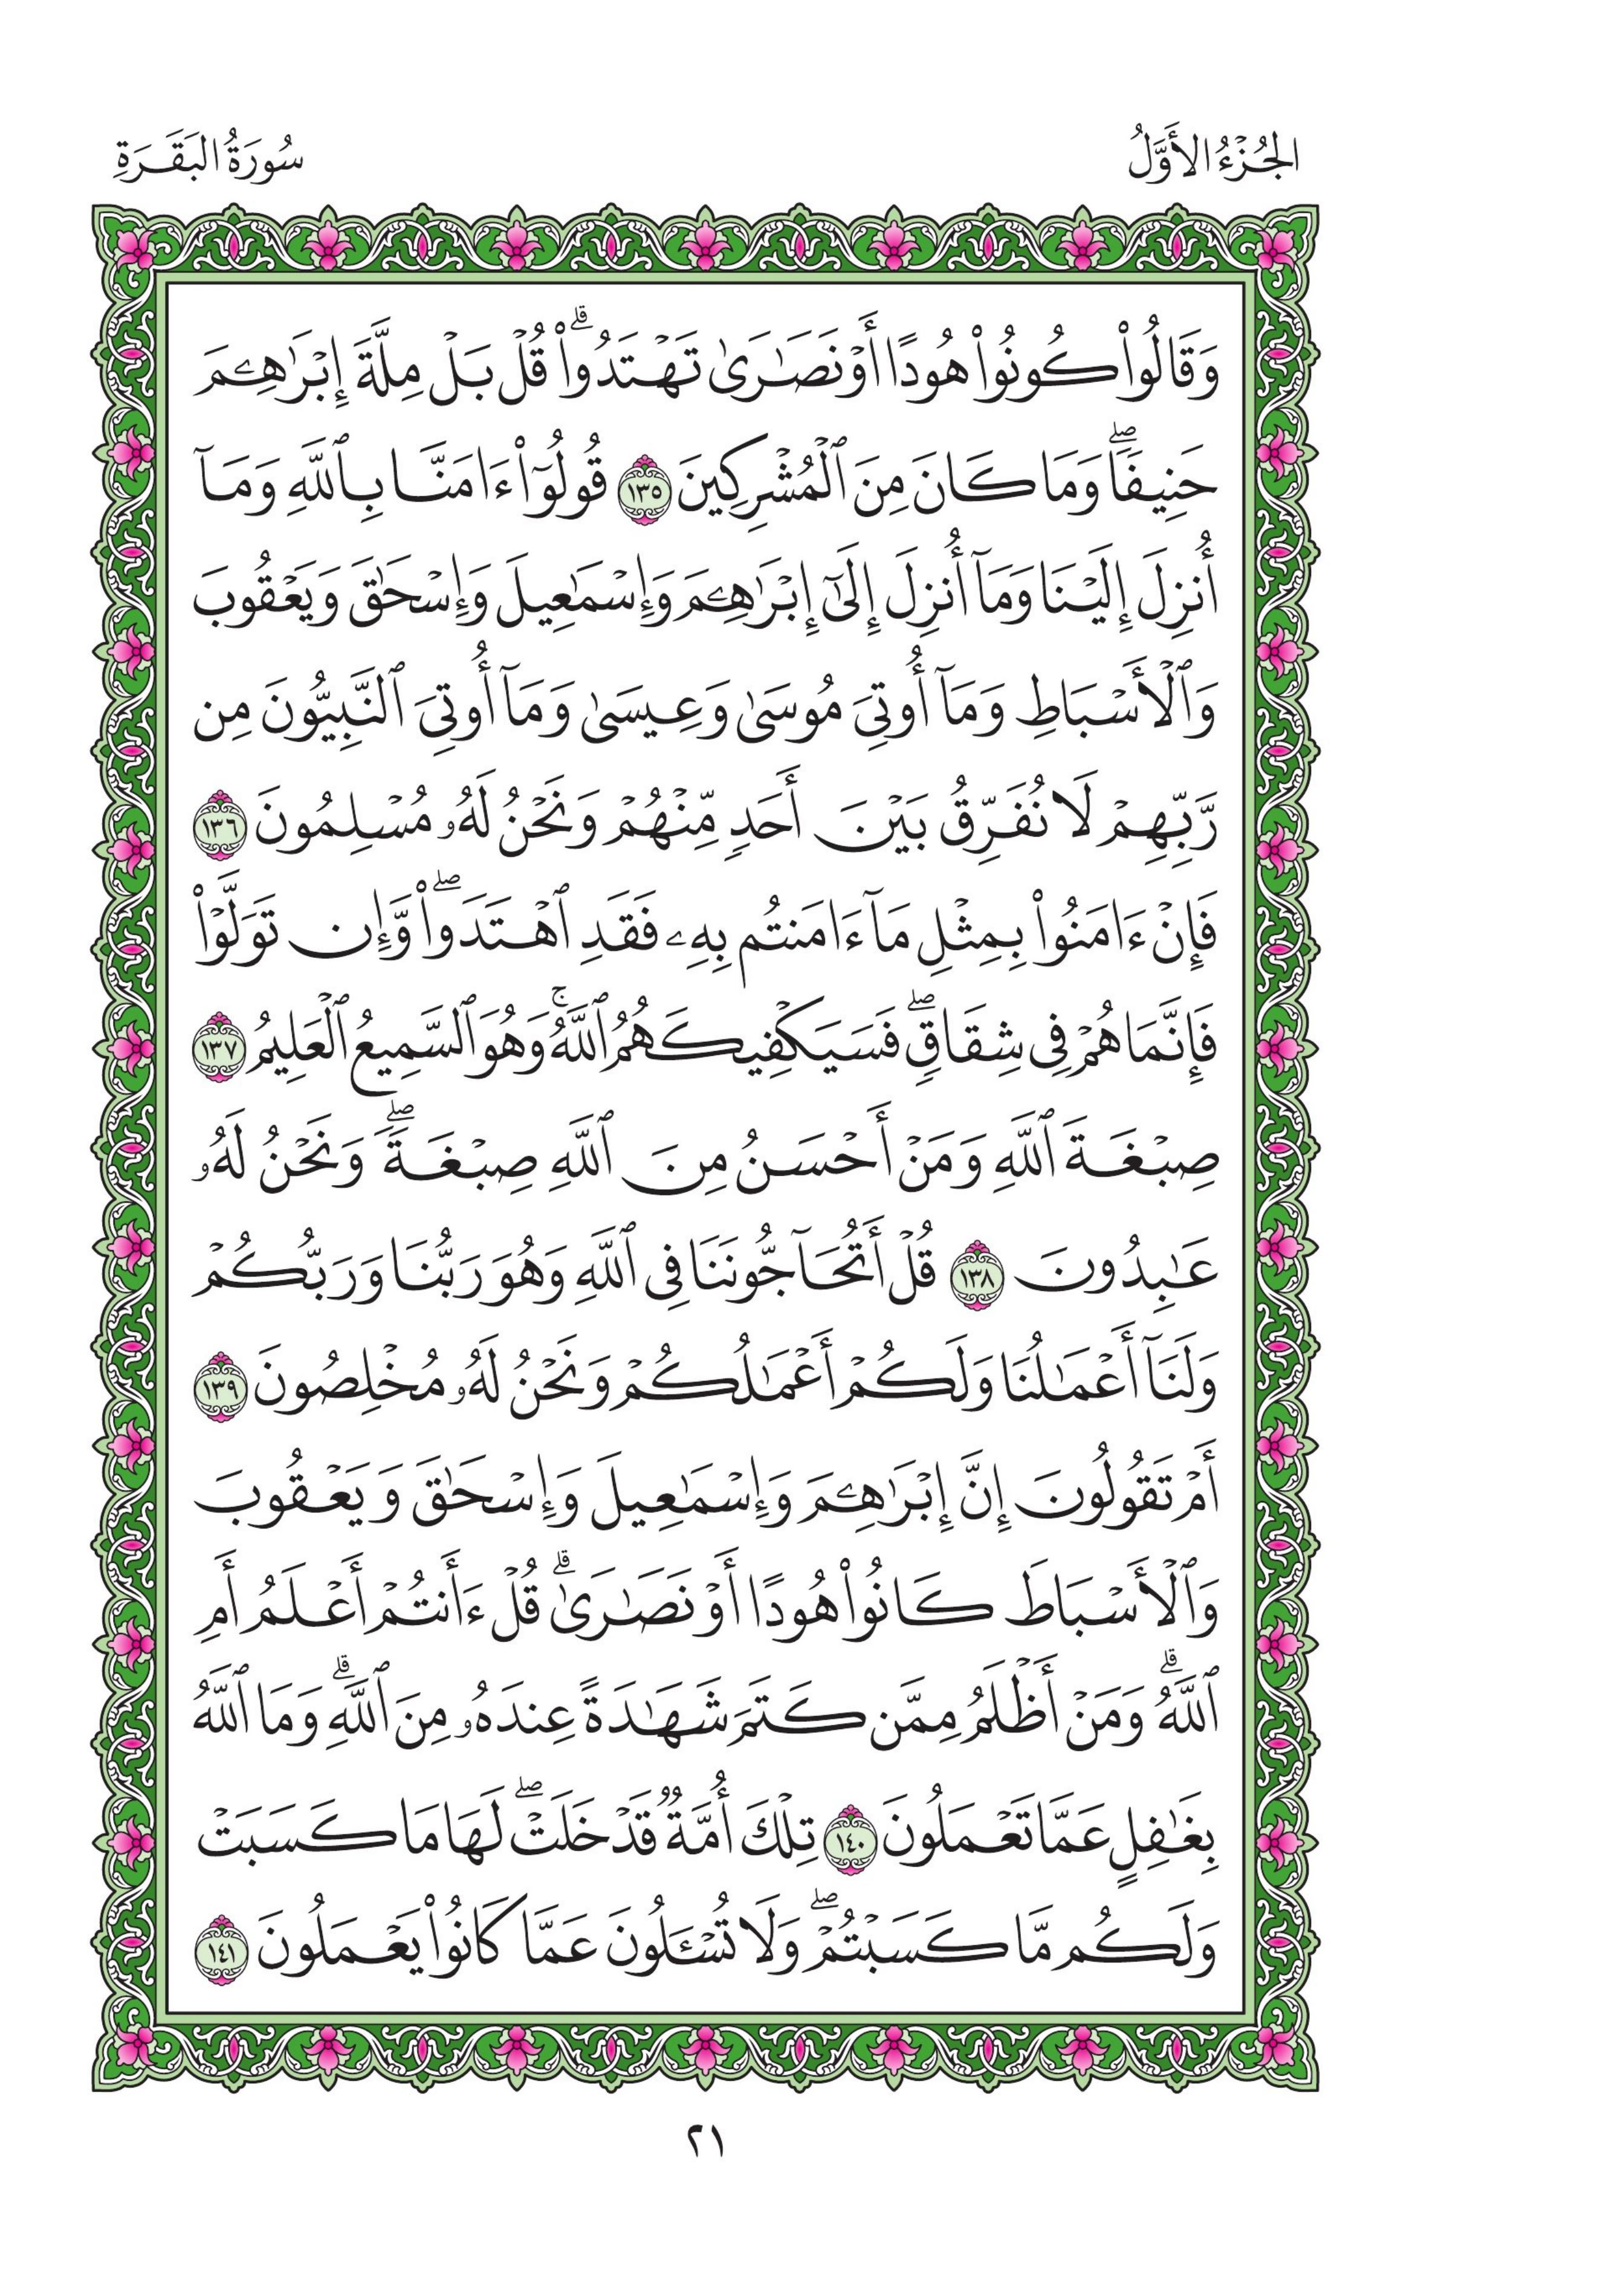 الجُزْءُ الأَوَّلُ
سُورَةُ البَقَرَةِ
وَقَالُواْ كُونُواْ هُودًا أَوْ نَصَٰرَىٰ تَهۡتَدُواْۗ قُلۡ بَلۡ مِلَّةَ إِبۡرَٰهِـۧمَ
حَنِيفٗاۖ وَمَا كَانَ مِنَ ٱلۡمُشۡرِكِينَ ١٣٥ قُولُوٓاْ ءَامَنَّا بِٱللَّهِ وَمَآ
أُنزِلَ إِلَيۡنَا وَمَآ أُنزِلَ إِلَىٰٓ إِبۡرَٰهِـۧمَ وَإِسۡمَٰعِيلَ وَإِسۡحَٰقَ وَيَعۡقُوبَ
وَٱلۡأَسۡبَاطِ وَمَآ أُوتِيَ مُوسَىٰ وَعِيسَىٰ وَمَآ أُوتِيَ ٱلنَّبِيُّونَ مِن
رَّبِّهِمۡ لَا نُفَرِّقُ بَيۡنَ أَحَدٖ مِّنۡهُمۡ وَنَحۡنُ لَهُۥ مُسۡلِمُونَ ١٣٦
فَإِنۡ ءَامَنُواْ بِمِثۡلِ مَآ ءَامَنتُم بِهِۦ فَقَدِ ٱهۡتَدَواْۖ وَّإِن تَوَلَّوۡاْ
فَإِنَّمَا هُمۡ فِي شِقَاقٖۖ فَسَيَكۡفِيكَهُمُ ٱللَّهُۚ وَهُوَ ٱلسَّمِيعُ ٱلۡعَلِيمُ ١٣٧
صِبۡغَةَ ٱللَّهِ وَمَنۡ أَحۡسَنُ مِنَ ٱللَّهِ صِبۡغَةٗۖ وَنَحۡنُ لَهُۥ
عَٰبِدُونَ ١٣٨ قُلۡ أَتُحَآجُّونَنَا فِي ٱللَّهِ وَهُوَ رَبُّنَا وَرَبُّكُمۡ
وَلَنَآ أَعۡمَٰلُنَا وَلَكُمۡ أَعۡمَٰلُكُمۡ وَنَحۡنُ لَهُۥ مُخۡلِصُونَ ١٣٩
أَمۡ تَقُولُونَ إِنَّ إِبۡرَٰهِـۧمَ وَإِسۡمَٰعِيلَ وَإِسۡحَٰقَ وَيَعۡقُوبَ
وَٱلۡأَسۡبَاطَ كَانُواْ هُودًا أَوۡ نَصَٰرَىٰۗ قُلۡ ءَأَنتُمۡ أَعۡلَمُ أَمِ
ٱللَّهُۗ وَمَنۡ أَظۡلَمُ مِمَّن كَتَمَ شَهَٰدَةً عِندَهُۥ مِنَ ٱللَّهِۗ وَمَا ٱللَّهُ
بِغَٰفِلٍ عَمَّا تَعۡمَلُونَ ١٤٠ تِلۡكَ أُمَّةٞ قَدۡ خَلَتۡۖ لَهَا مَا كَسَبَتۡ
وَلَكُم مَّا كَسَبۡتُمۡۖ وَلَا تُسۡـَٔلُونَ عَمَّا كَانُواْ يَعۡمَلُونَ ١٤١
٢١